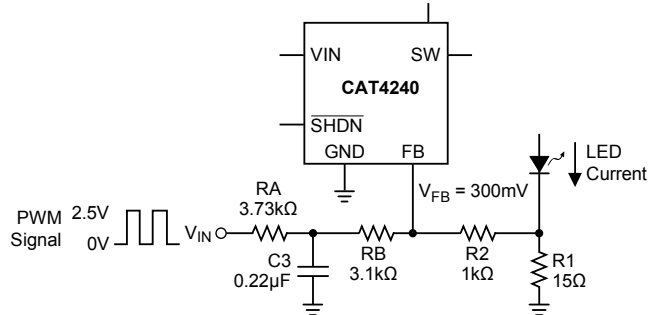 VIN
SW
CAT4240
SHDN
GND
FB
LED
Current
V_FB = 300mV
RA
3.73kΩ
PWM
Signal
2.5V
0V
V_IN
C3
0.22µF
RB
3.1kΩ
R2
1kΩ
R1
15Ω